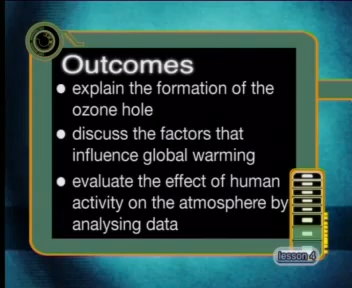 Outcomes
explain the formation of the
ozone hole
discuss the factors that
influence global warming
evaluate the effect of human
activity on the atmosphere by
analysing data
lesson 4